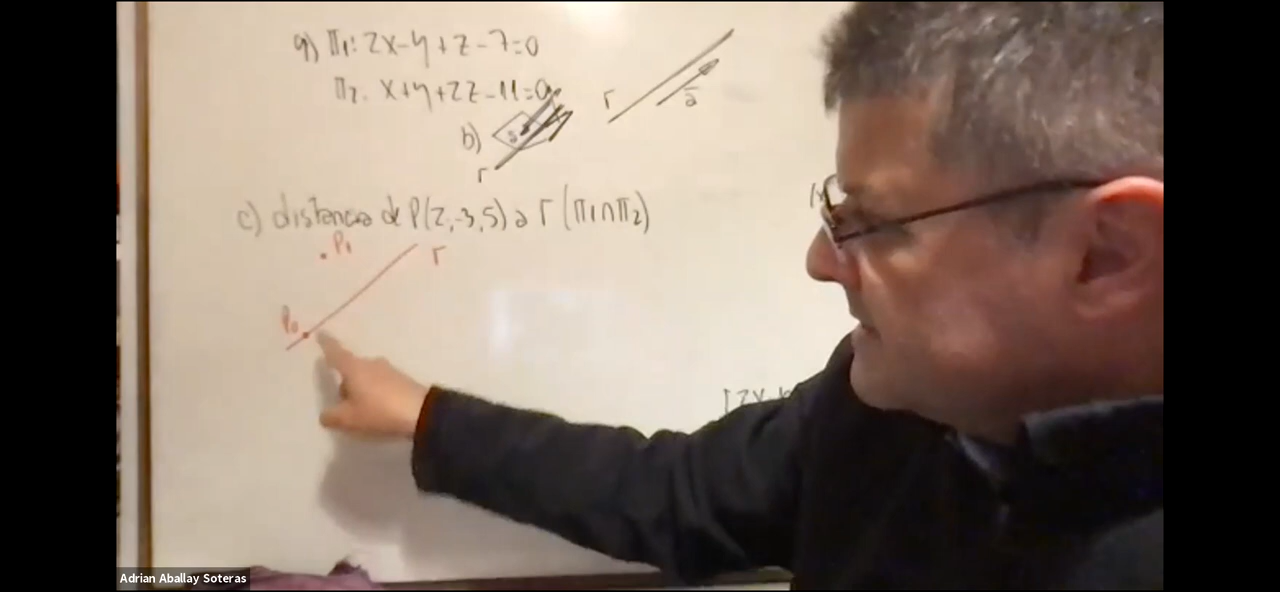 a) π1: 2x-y+z-7=0
π2: x+y+2z-11=0
r
a
b)
a
r
c) distancia de P(2,-3,5) a r (π1∩π2)
P1
r
P0
Adrian Aballay Soteras